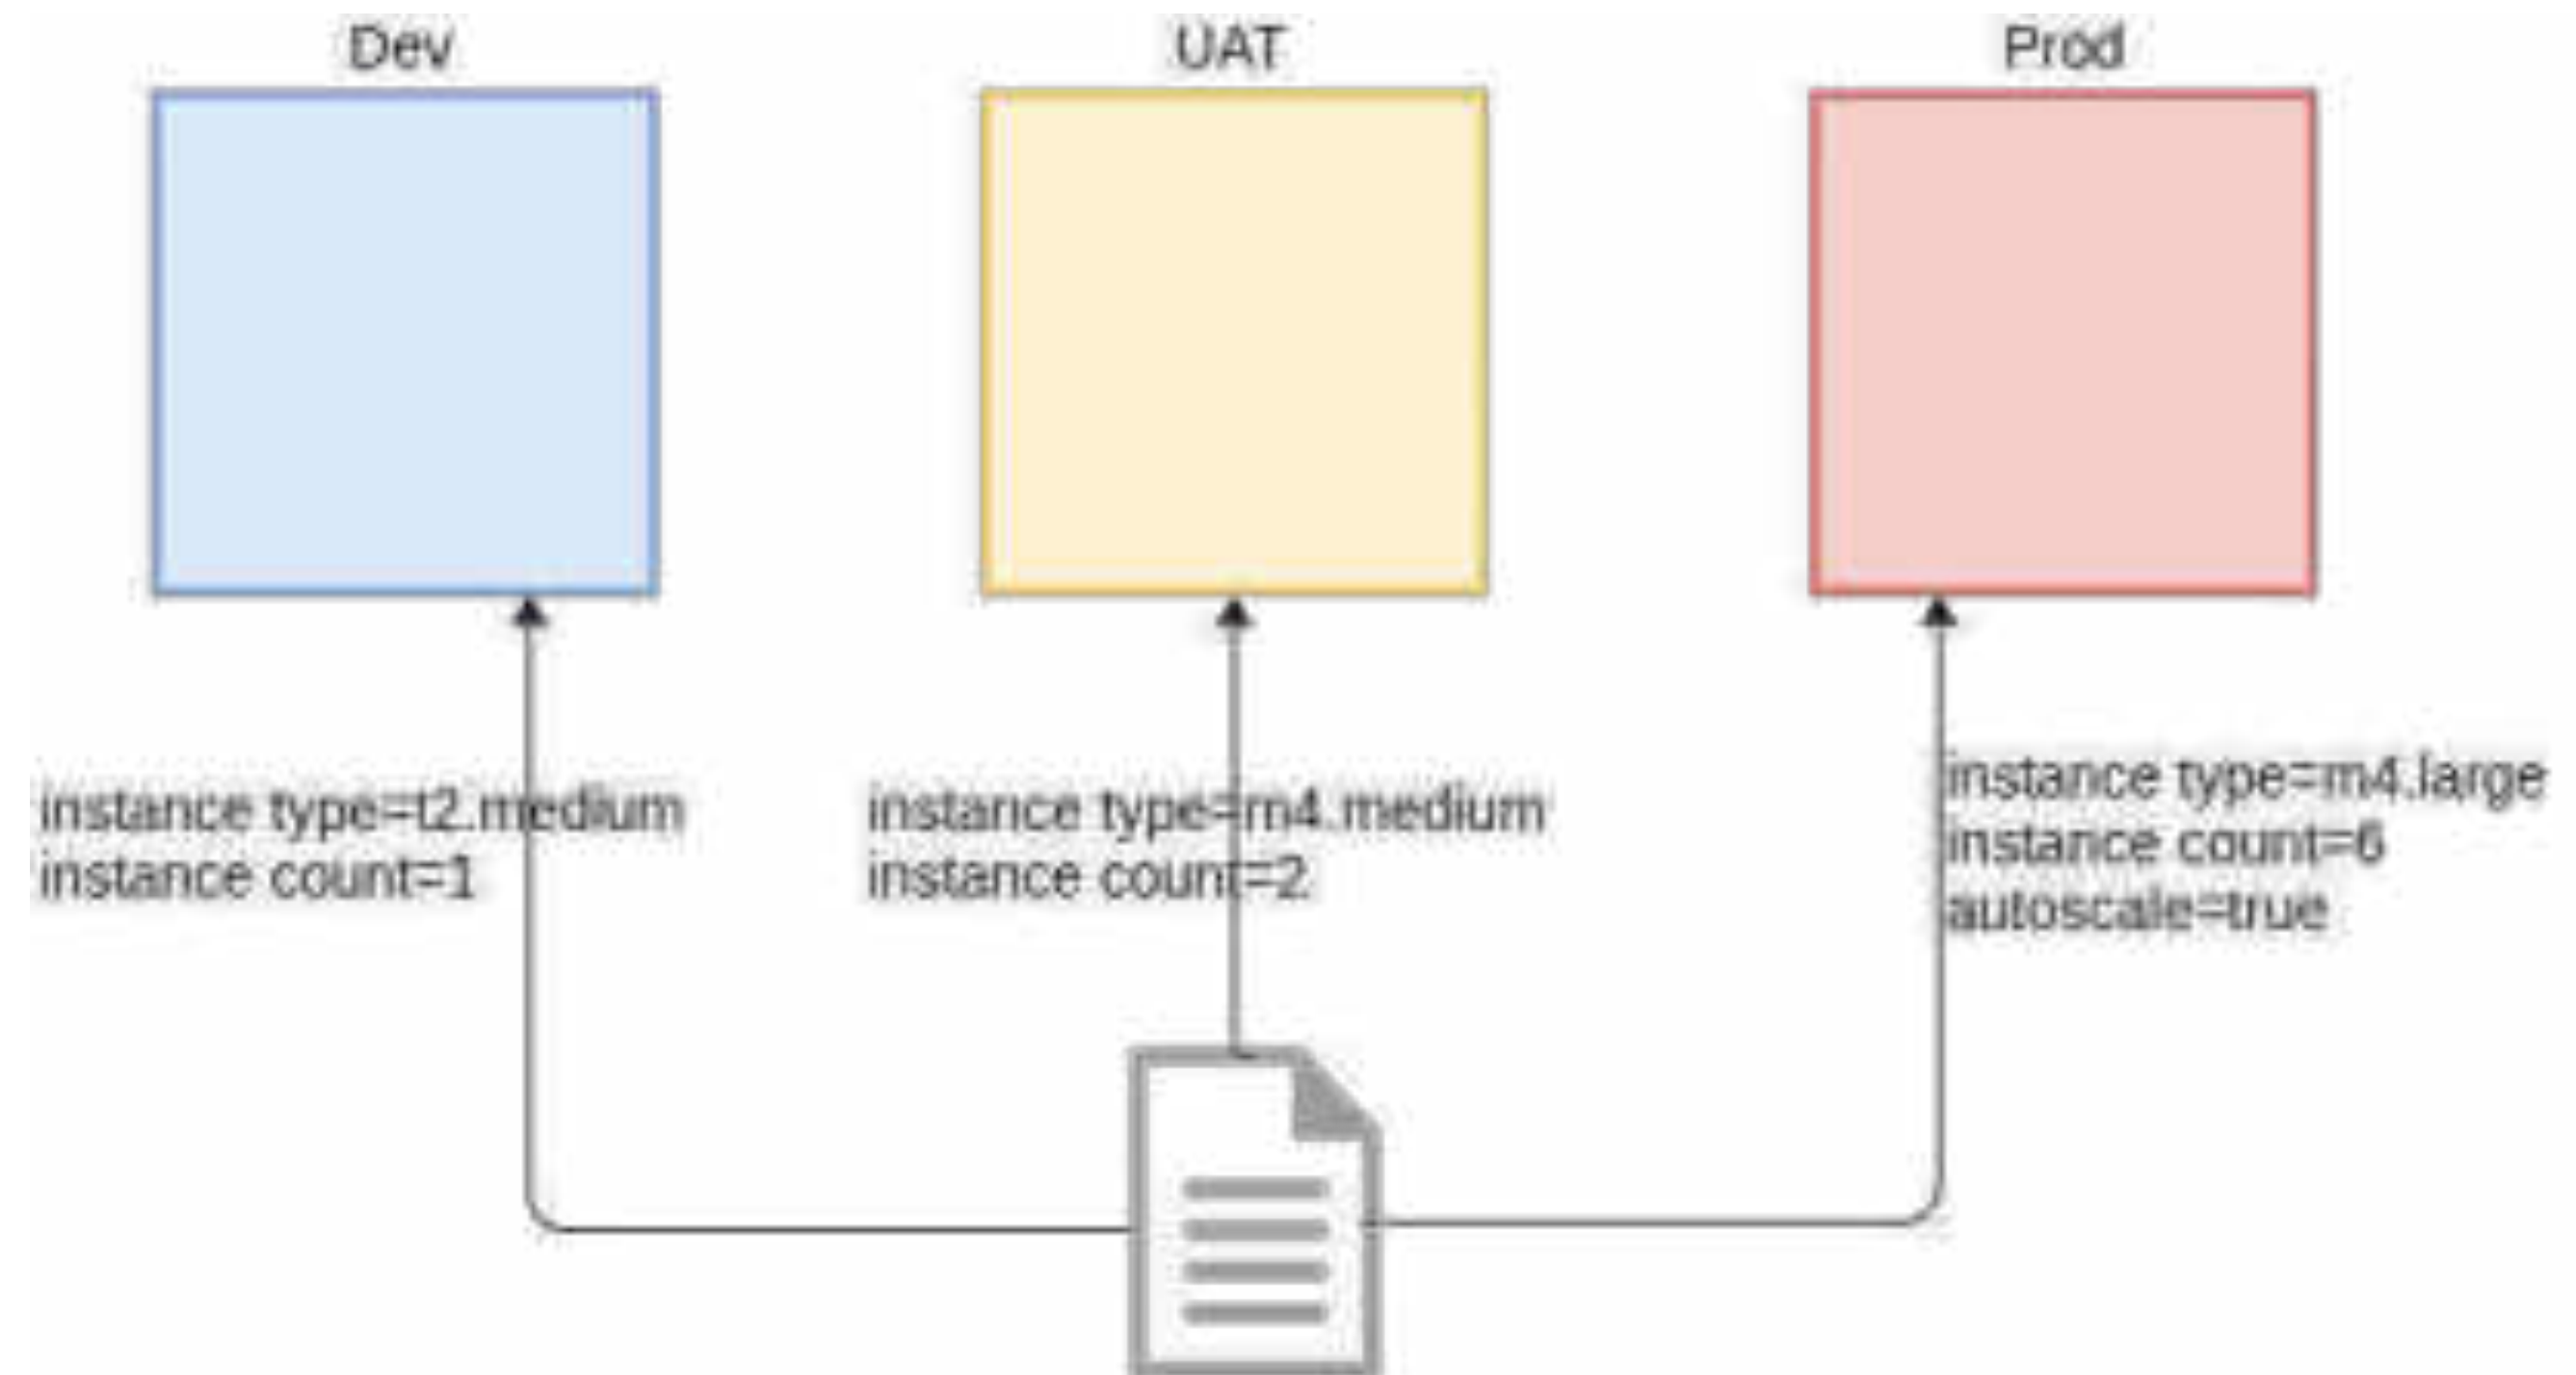 Dev
UAT
Prod
instance type=t2.medium
instance count=1
instance type=m4.medium
instance count=2
instance type=m4.large
instance count=6
autoscale=true